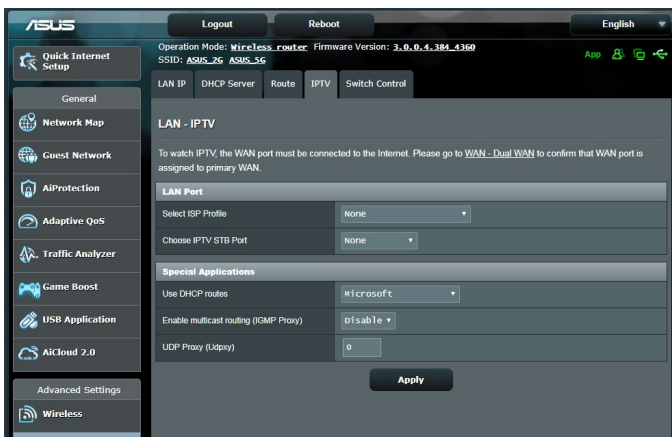 ASUS
Logout
Reboot
English
Quick Internet Setup
Operation Mode: Wireless router Firmware Version: 3.0.0.4.384_4360
SSID: ASUS_2G ASUS_5G
App
General
Network Map
Guest Network
AiProtection
Adaptive QoS
Traffic Analyzer
Game Boost
USB Application
AiCloud 2.0
Advanced Settings
Wireless
LAN IP DHCP Server Route IPTV Switch Control
LAN - IPTV
To watch IPTV, the WAN port must be connected to the Internet. Please go to WAN - Dual WAN to confirm that WAN port is
assigned to primary WAN.
LAN Port
Select ISP Profile None
Choose IPTV STB Port None
Special Applications
Use DHCP routes Microsoft
Enable multicast routing (IGMP Proxy) Disable
UDP Proxy (Udpxy) 0
Apply